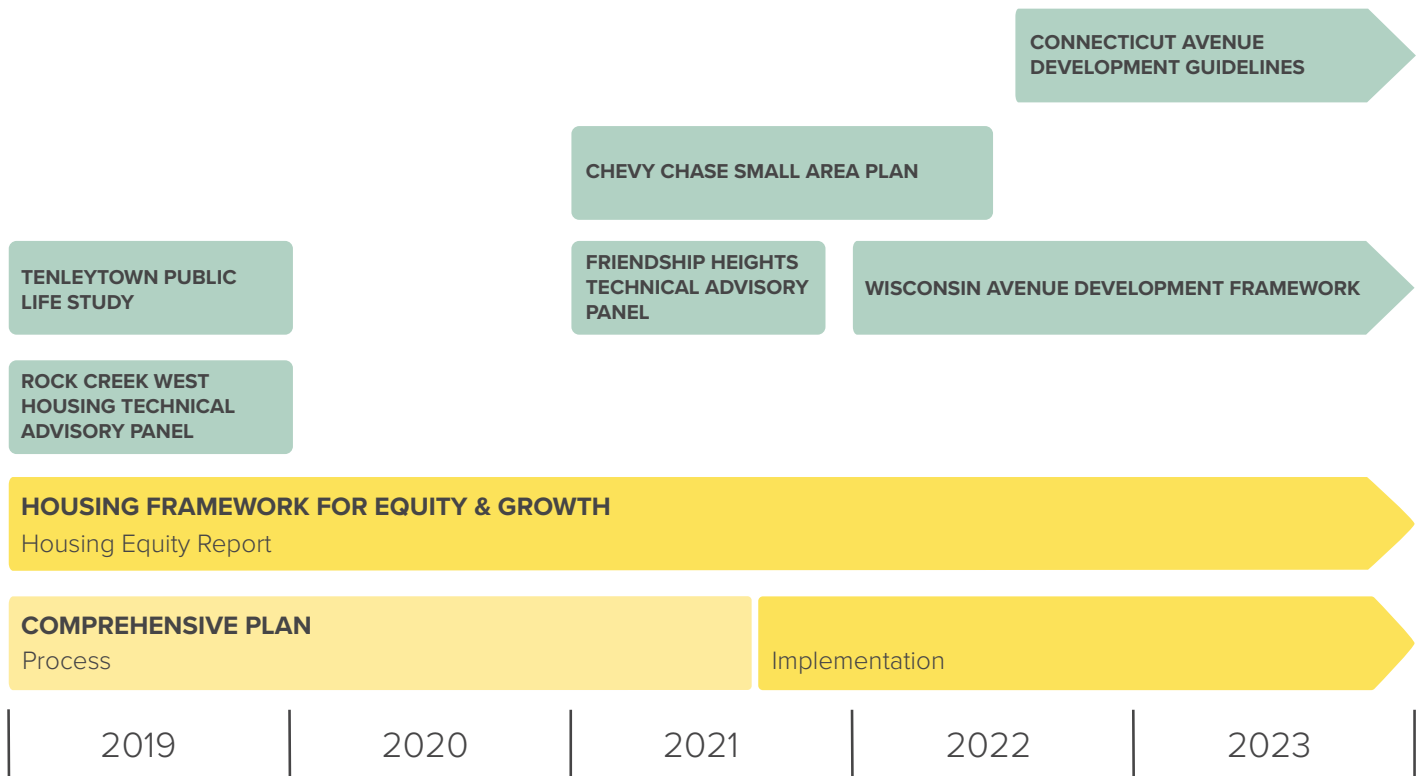 CONNECTICUT AVENUE
DEVELOPMENT GUIDELINES
CHEVY CHASE SMALL AREA PLAN
TENLEYTOWN PUBLIC
LIFE STUDY
FRIENDSHIP HEIGHTS
TECHNICAL ADVISORY
PANEL
WISCONSIN AVENUE DEVELOPMENT FRAMEWORK
ROCK CREEK WEST
HOUSING TECHNICAL
ADVISORY PANEL
HOUSING FRAMEWORK FOR EQUITY & GROWTH
Housing Equity Report
COMPREHENSIVE PLAN
Process
Implementation
2019
2020
2021
2022
2023